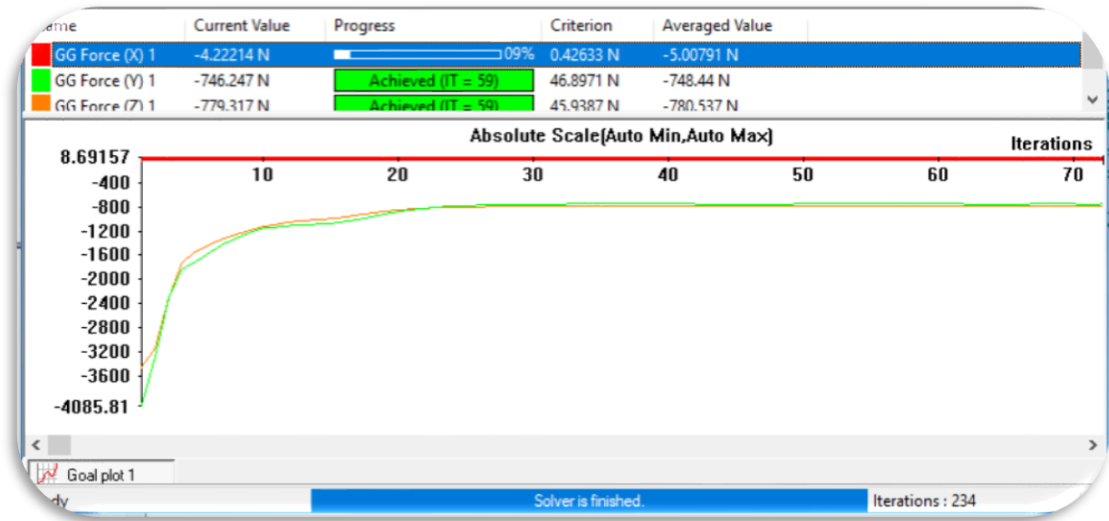 Current Value Progress Criterion Averaged Value
GG Force (X) 1 -4.22214 N 09% 0.42633 N -5.00791 N
GG Force (Y) 1 -746.247 N Achieved (IT = 59) 46.8971 N -748.44 N
GG Force (Z) 1 -779.317 N Achieved (IT = 59) 45.9387 N -780.537 N
Absolute Scale(Auto Min,Auto Max)
Iterations
8.69157
10 20 30 40 50 60 70
-400
-800
-1200
-1600
-2000
-2400
-2800
-3200
-3600
-4085.81
Goal plot 1
Solver is finished. Iterations : 234